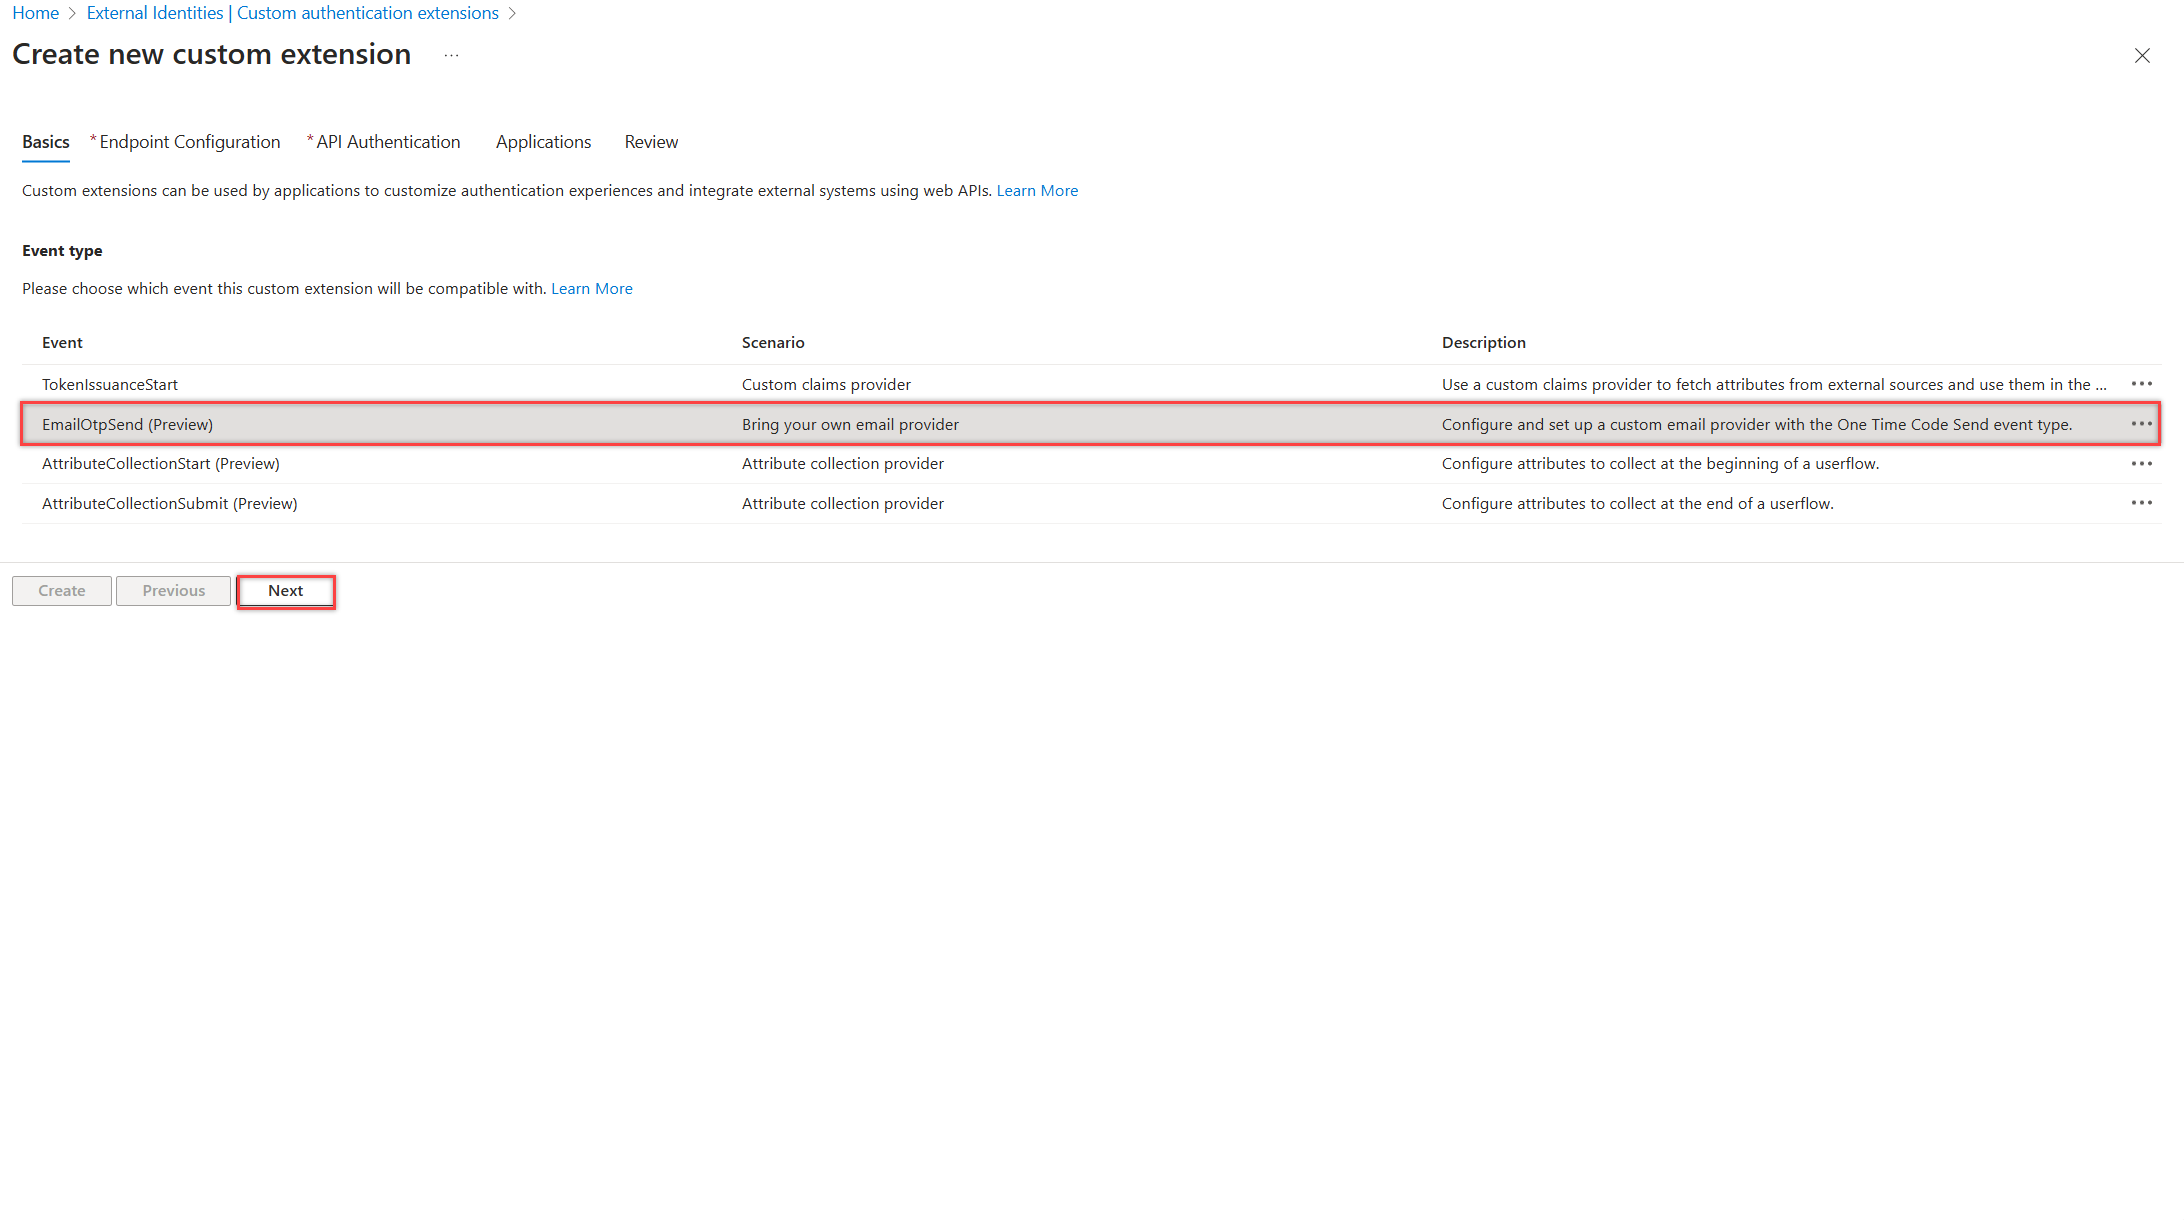 Home > External Identities | Custom authentication extensions >
Create new custom extension ...
Basics * Endpoint Configuration * API Authentication Applications Review
Custom extensions can be used by applications to customize authentication experiences and integrate external systems using web APIs. Learn More
Event type
Please choose which event this custom extension will be compatible with. Learn More
Event Scenario Description
TokenIssuanceStart Custom claims provider Use a custom claims provider to fetch attributes from external sources and use them in the ...
EmailOtpSend (Preview) Bring your own email provider Configure and set up a custom email provider with the One Time Code Send event type.
AttributeCollectionStart (Preview) Attribute collection provider Configure attributes to collect at the beginning of a userflow.
AttributeCollectionSubmit (Preview) Attribute collection provider Configure attributes to collect at the end of a userflow.
Create Previous Next